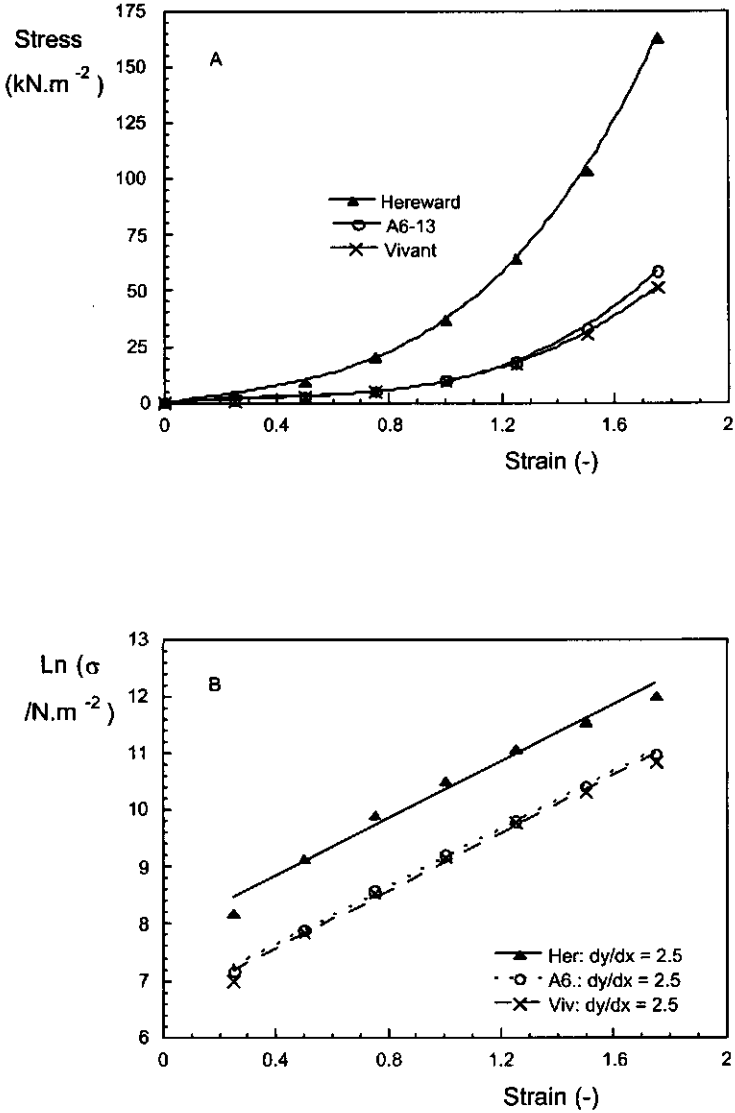 175
Stress
(kN.m -2 )
A
150
125
100
75
50
25
0
Hereward
A6-13
Vivant
0 0.4 0.8 1.2 1.6 2
Strain (-)
13
Ln (σ
/N.m -2 )
B
12
11
10
9
8
7
6
Her: dy/dx = 2.5
A6.: dy/dx = 2.5
Viv: dy/dx = 2.5
0 0.4 0.8 1.2 1.6 2
Strain (-)